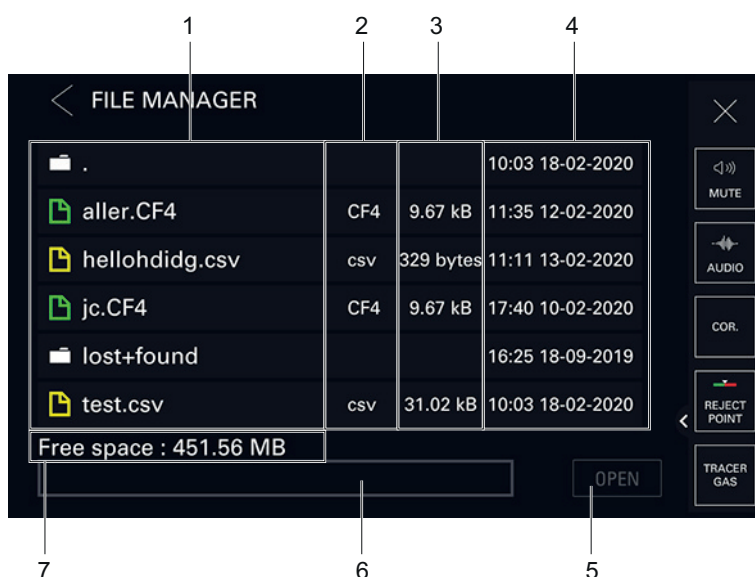 1 2 3 4
FILE MANAGER
. 10:03 18-02-2020
aller.CF4 CF4 9.67 kB 11:35 12-02-2020
hellohdidg.csv csv 329 bytes 11:11 13-02-2020
jc.CF4 CF4 9.67 kB 17:40 10-02-2020
lost+found 16:25 18-09-2019
test.csv csv 31.02 kB 10:03 18-02-2020
Free space : 451.56 MB
OPEN
MUTE
AUDIO
COR.
REJECT
POINT
TRACER
GAS
7 6 5